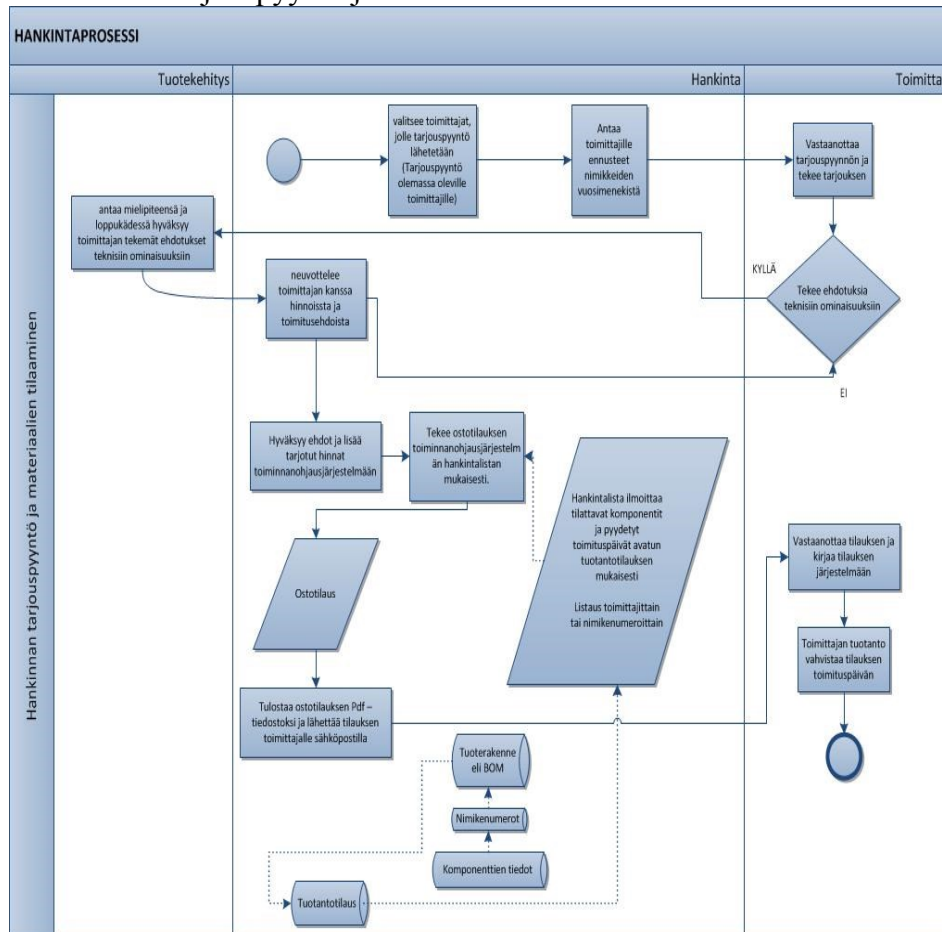 HANKINTAPROSESSI
Tuotekehitys
Hankinta
Toimitta
Hankinnan tarjouspyyntö ja materiaalien tilaaminen
valitsee toimittajat,
jolle tarjouspyyntö
lähetetään
(Tarjouspyyntö
olemassa oleville
toimittajille)
Antaa
toimittajille
ennusteet
nimikkeiden
vuosimenekistä
Vastaanottaa
tarjouspyynnön ja
tekee tarjouksen
antaa mielipiteensä ja
loppukädessä hyväksyy
toimittajan tekemät ehdotukset
teknisiin ominaisuuksiin
KYLLÄ
Tekee ehdotuksia
teknisiin ominaisuuksiin
EI
neuvottelee
toimittajan kanssa
hinnoista ja
toimitusehdoista
Hyväksyy ehdot ja lisää
tarjotut hinnat
toiminnanohjausjärjestelmään
Tekee ostotilauksen
toiminnanohjausjärjestelm
än hankintalistan
mukaisesti.
Hankintalista ilmoittaa
tilattavat komponentit
ja pyydetyt
toimituspäivät avatun
tuotantotilauksen
mukaisesti
Listaus toimittajittain
tai nimikenumeroittain
Ostotilaus
Vastaanottaa tilauksen ja
kirjaa tilauksen
järjestelmään
Toimittajan tuotanto
vahvistaa tilauksen
toimituspäivän
Tulostaa ostotilauksen Pdf –
tiedostoksi ja lähettää tilauksen
toimittajalle sähköpostilla
Tuoterakenne
eli BOM
Nimikenumerot
Komponenttien tiedot
Tuotantotilaus